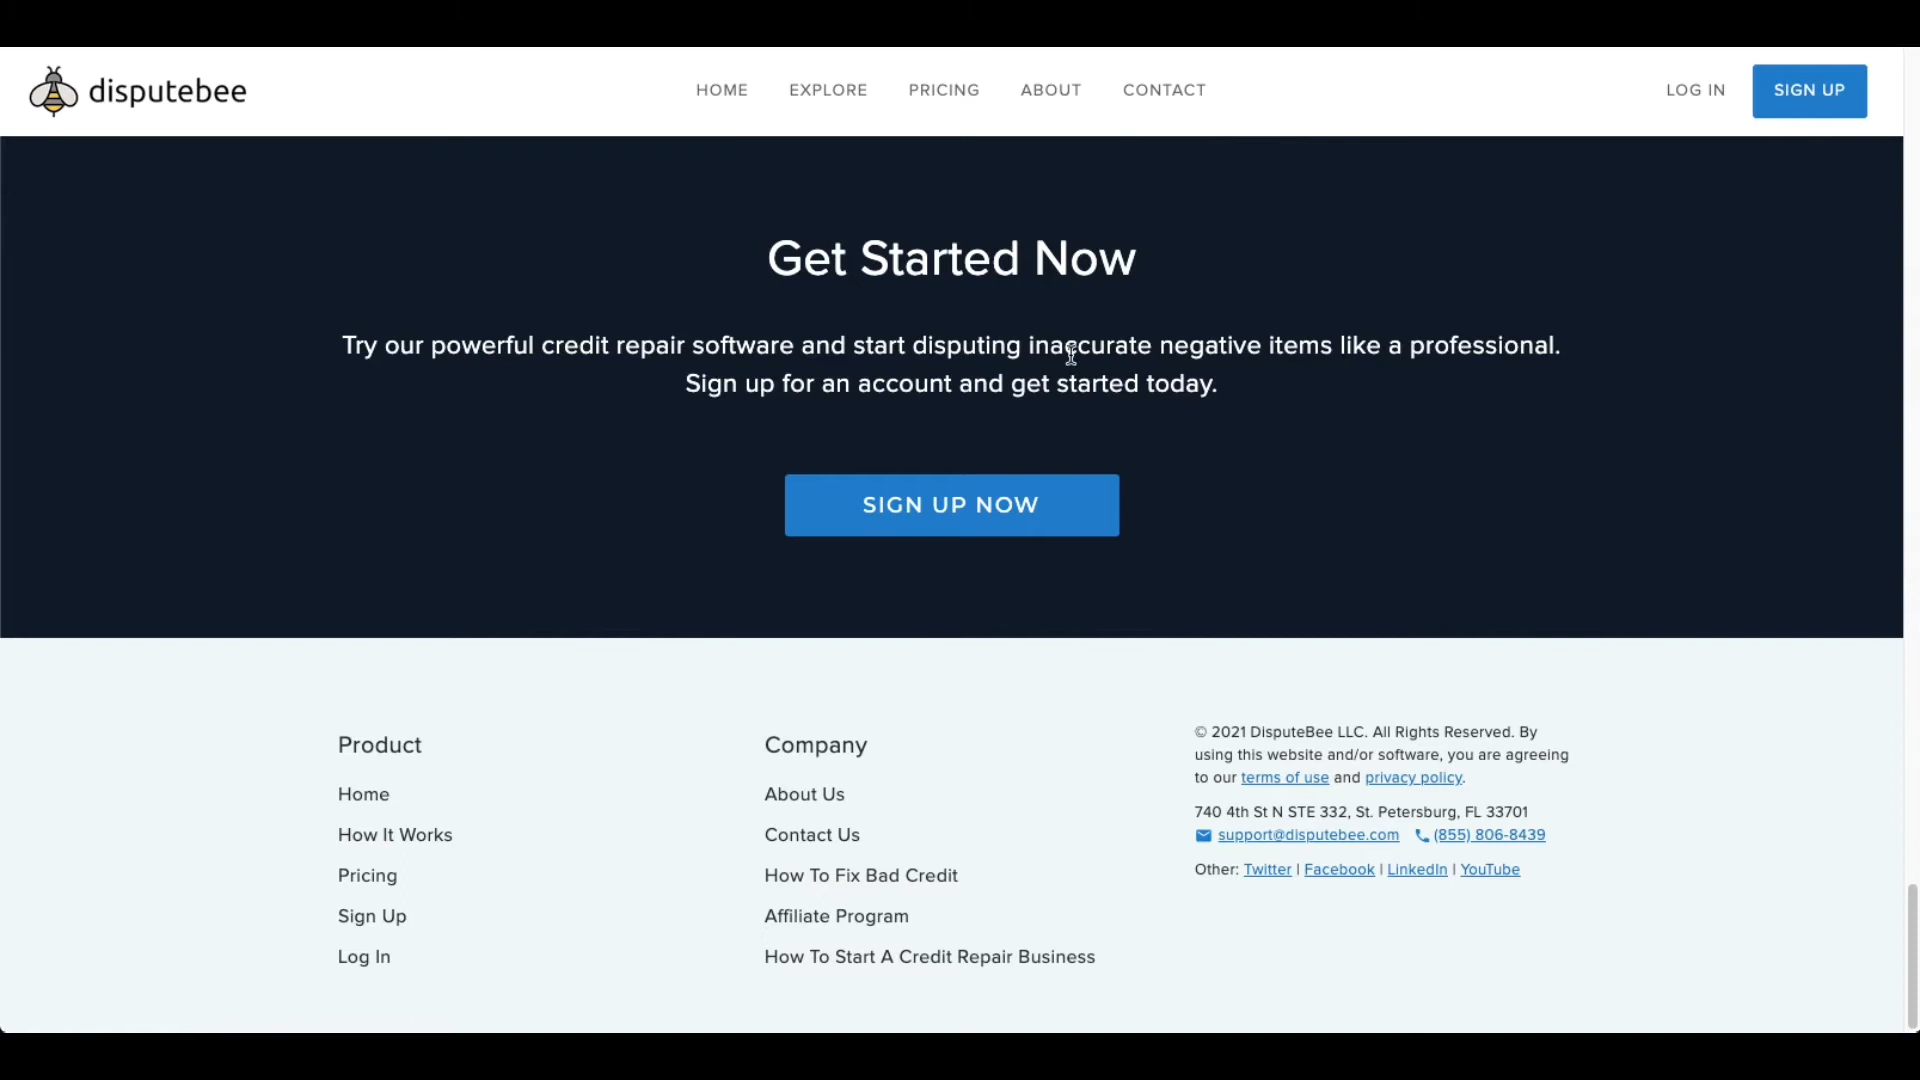 disputebee
HOME EXPLORE PRICING ABOUT CONTACT
LOG IN SIGN UP
Get Started Now
Try our powerful credit repair software and start disputing inaccurate negative items like a professional.
Sign up for an account and get started today.
SIGN UP NOW
Product
Home
How It Works
Pricing
Sign Up
Log In
Company
About Us
Contact Us
How To Fix Bad Credit
Affiliate Program
How To Start A Credit Repair Business
© 2021 DisputeBee LLC. All Rights Reserved. By
using this website and/or software, you are agreeing
to our terms of use and privacy policy.
740 4th St N STE 332, St. Petersburg, FL 33701
support@disputebee.com (855) 806-8439
Other: Twitter | Facebook | LinkedIn | YouTube